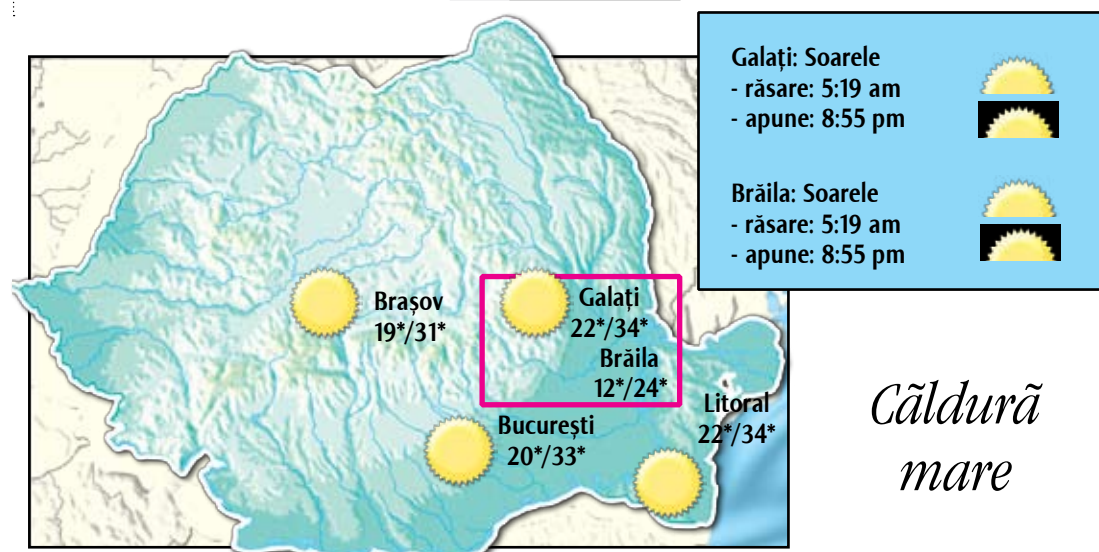 Galați: Soarele
- răsare: 5:19 am
- apune: 8:55 pm
Brăila: Soarele
- răsare: 5:19 am
- apune: 8:55 pm
Brașov
19*/31*
Galați
22*/34*
Brăila
12*/24*
Litoral
22*/34*
București
20*/33*
Cãldurã
mare